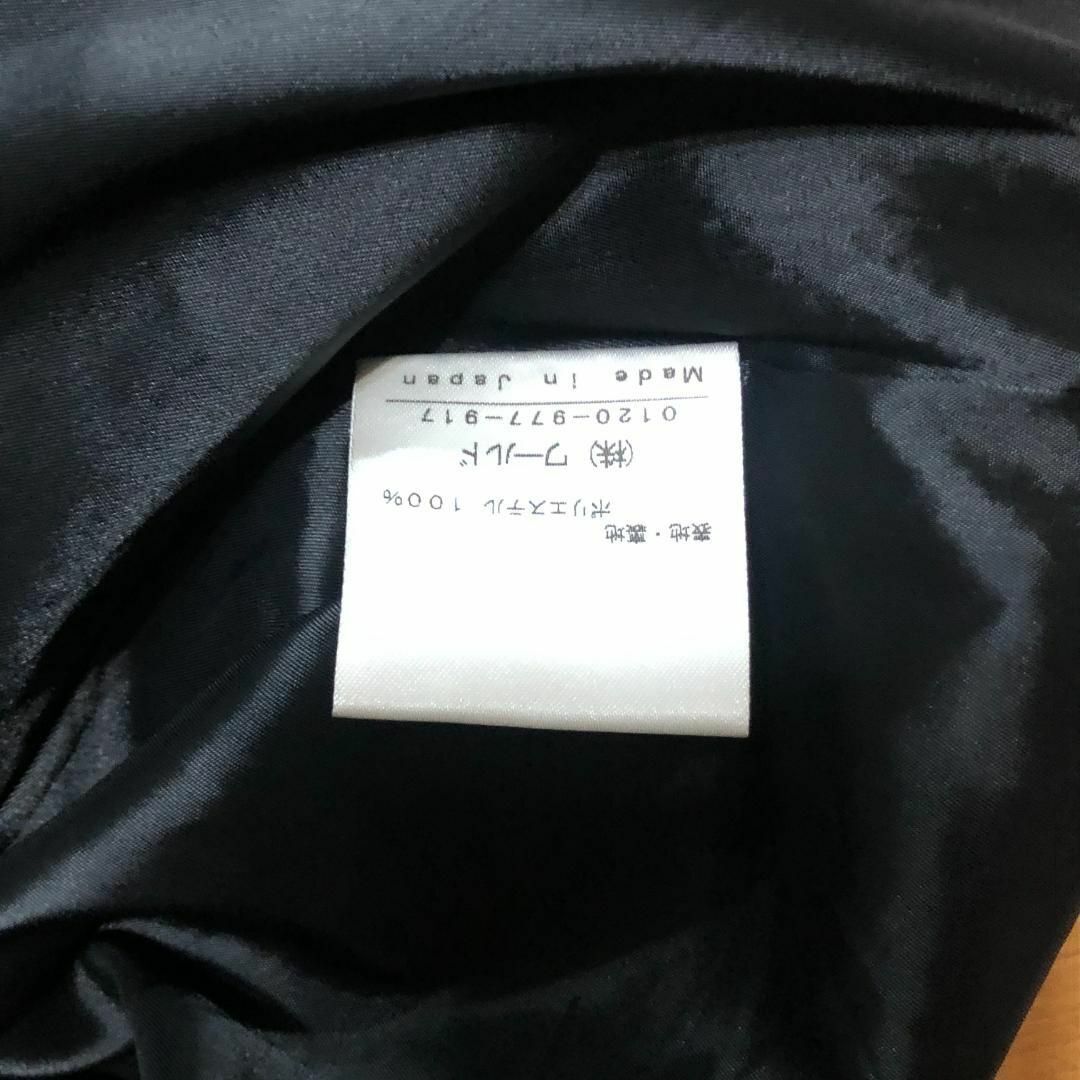 表地・裏地
ポリエステル 100%
(株) ワールド
0120-977-917
Made in Japan